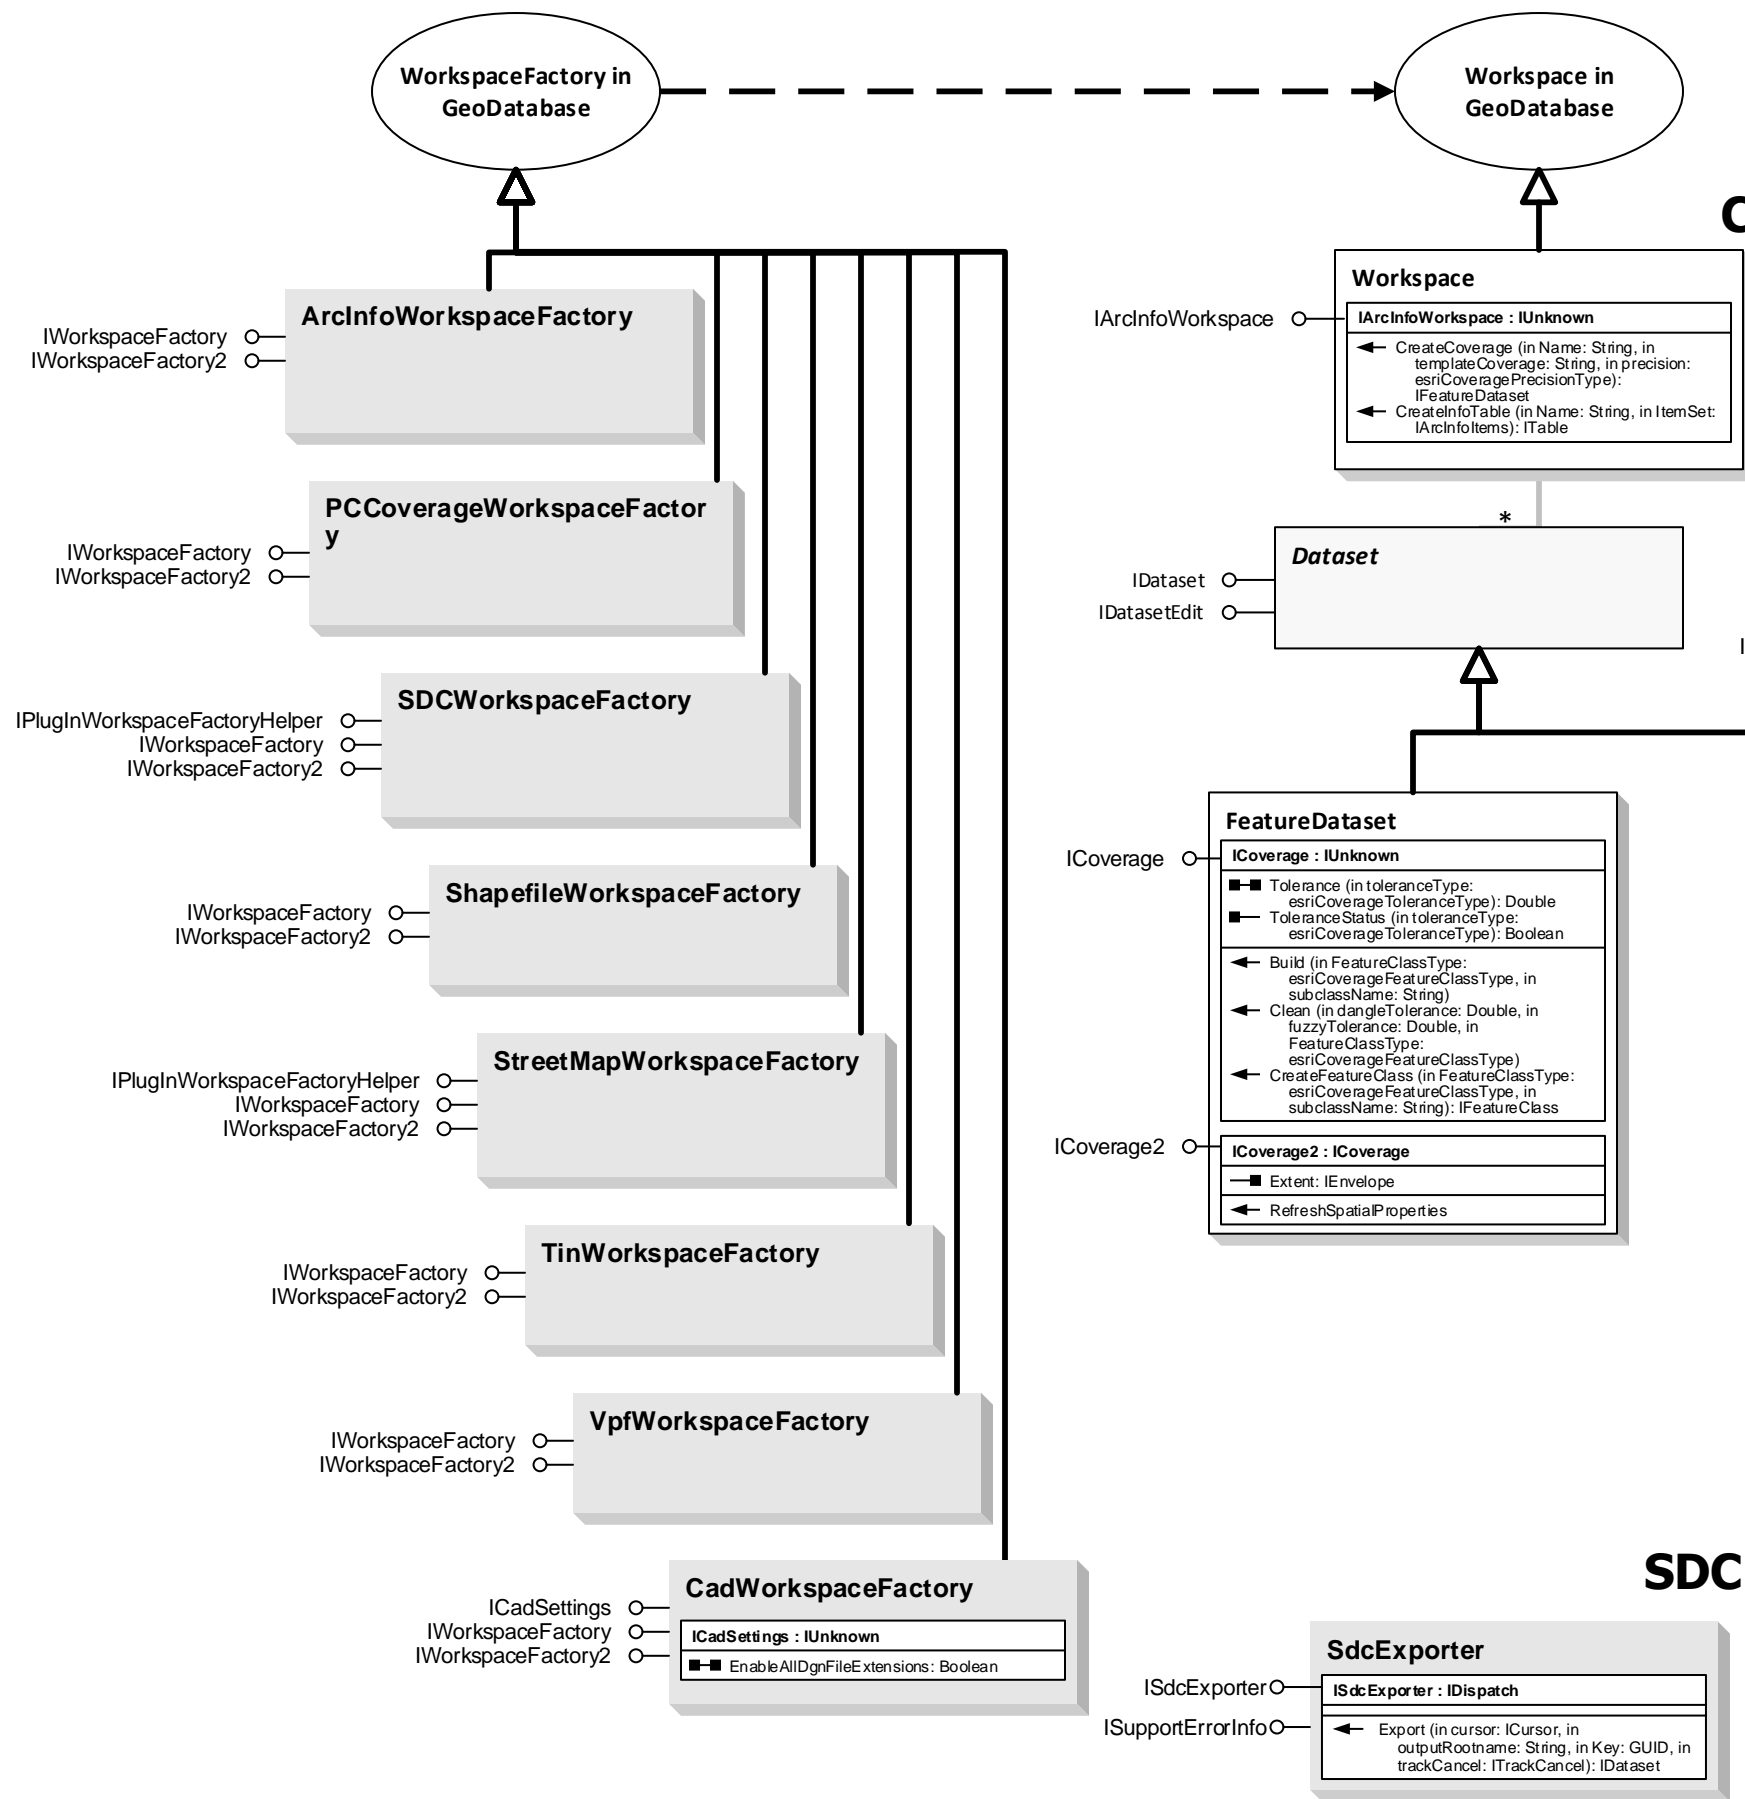 WorkspaceFactory in
GeoDatabase
Workspace in
GeoDatabase
C
ArcInfoWorkspaceFactory
IWorkspaceFactory
IWorkspaceFactory2
PCCoverageWorkspaceFactor
y
IWorkspaceFactory
IWorkspaceFactory2
SDCWorkspaceFactory
IPlugInWorkspaceFactoryHelper
IWorkspaceFactory
IWorkspaceFactory2
ShapefileWorkspaceFactory
IWorkspaceFactory
IWorkspaceFactory2
StreetMapWorkspaceFactory
IPlugInWorkspaceFactoryHelper
IWorkspaceFactory
IWorkspaceFactory2
TinWorkspaceFactory
IWorkspaceFactory
IWorkspaceFactory2
VpfWorkspaceFactory
IWorkspaceFactory
IWorkspaceFactory2
CadWorkspaceFactory
ICadSettings
IWorkspaceFactory
IWorkspaceFactory2
ICadSettings : IUnknown
EnableAllDgnFileExtensions: Boolean
Workspace
IArcInfoWorkspace
IArcInfoWorkspace : IUnknown
CreateCoverage (in Name: String, in
templateCoverage: String, in precision:
esriCoveragePrecisionType):
IFeatureDataset
CreateInfoTable (in Name: String, in ItemSet:
IArcInfoItems): ITable
*
Dataset
IDataset
IDatasetEdit
I
FeatureDataset
ICoverage
ICoverage : IUnknown
Tolerance (in toleranceType:
esriCoverageToleranceType): Double
ToleranceStatus (in toleranceType:
esriCoverageToleranceType): Boolean
Build (in FeatureClassType:
esriCoverageFeatureClassType, in
subclassName: String)
Clean (in dangleTolerance: Double, in
fuzzyTolerance: Double, in
FeatureClassType:
esriCoverageFeatureClassType)
CreateFeatureClass (in FeatureClassType:
esriCoverageFeatureClassType, in
subclassName: String): IFeatureClass
ICoverage2
ICoverage2 : ICoverage
Extent: IEnvelope
RefreshSpatialProperties
SDC
SdcExporter
ISdcExporter
ISupportErrorInfo
ISdcExporter : IDispatch
Export (in cursor: ICursor, in
outputRootname: String, in Key: GUID, in
trackCancel: ITrackCancel): IDataset